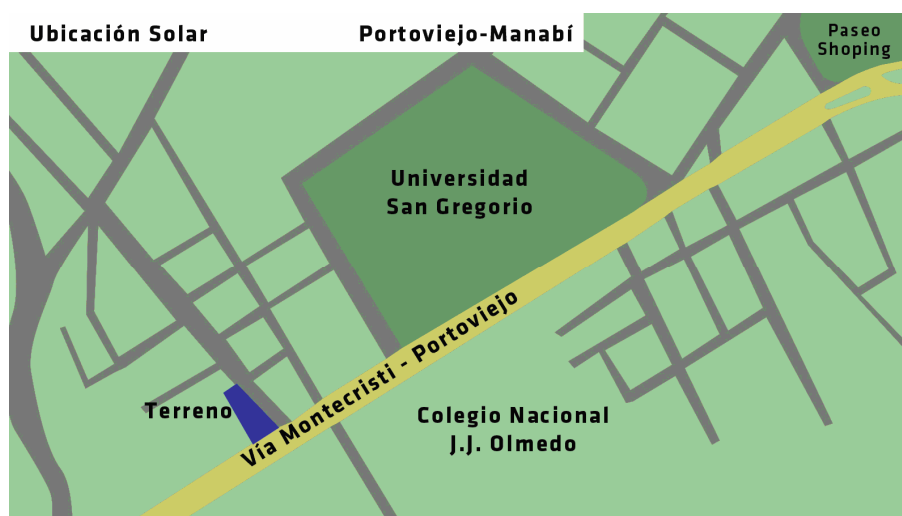 Ubicación Solar
Portoviejo-Manabí
Paseo
Shoping
Universidad
San Gregorio
Vía Montecristi - Portoviejo
Terreno
Colegio Nacional
J.J. Olmedo